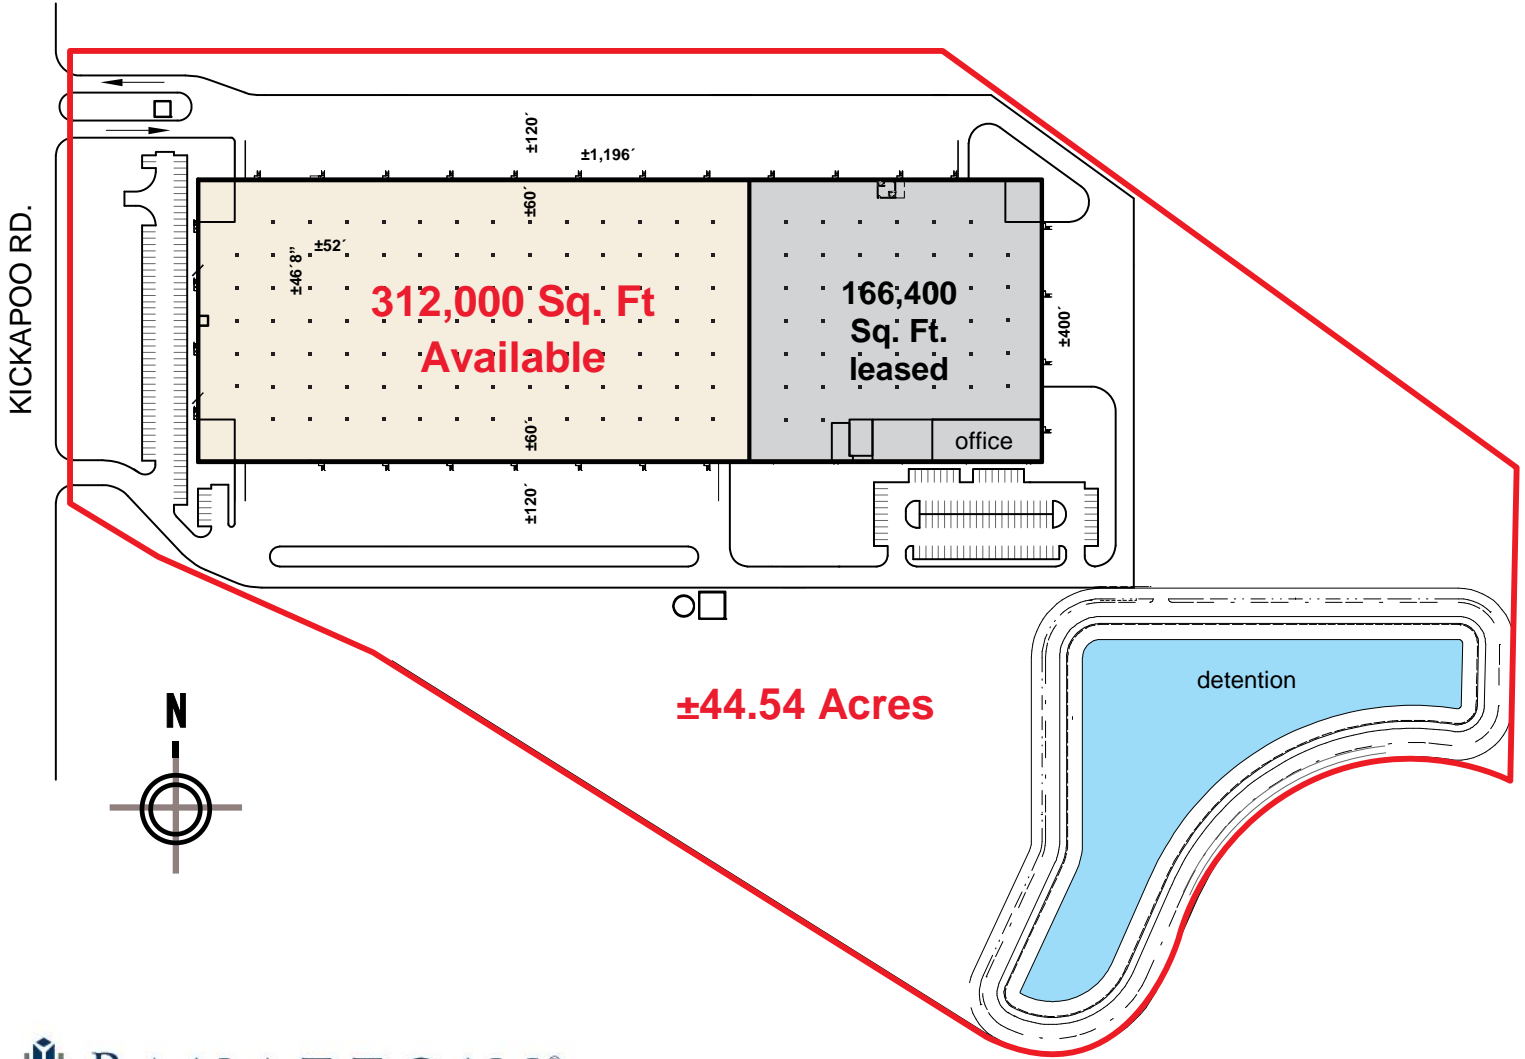 ±120´
±1,196´
±60´
±52´
±46´8”
312,000 Sq. Ft
Available
166,400
Sq. Ft.
leased
±400´
KICKAPOO RD.
±60´
office
±120´
detention
±44.54 Acres
N